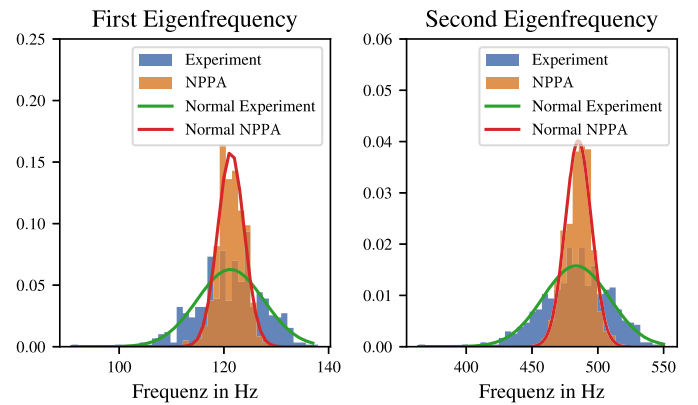 First Eigenfrequency
0.25
0.20
0.15
0.10
0.05
0.00
Experiment
NPPA
Normal Experiment
Normal NPPA
100
120
140
Frequenz in Hz
Second Eigenfrequency
0.06
0.05
0.04
0.03
0.02
0.01
0.00
Experiment
NPPA
Normal Experiment
Normal NPPA
400
450
500
550
Frequenz in Hz